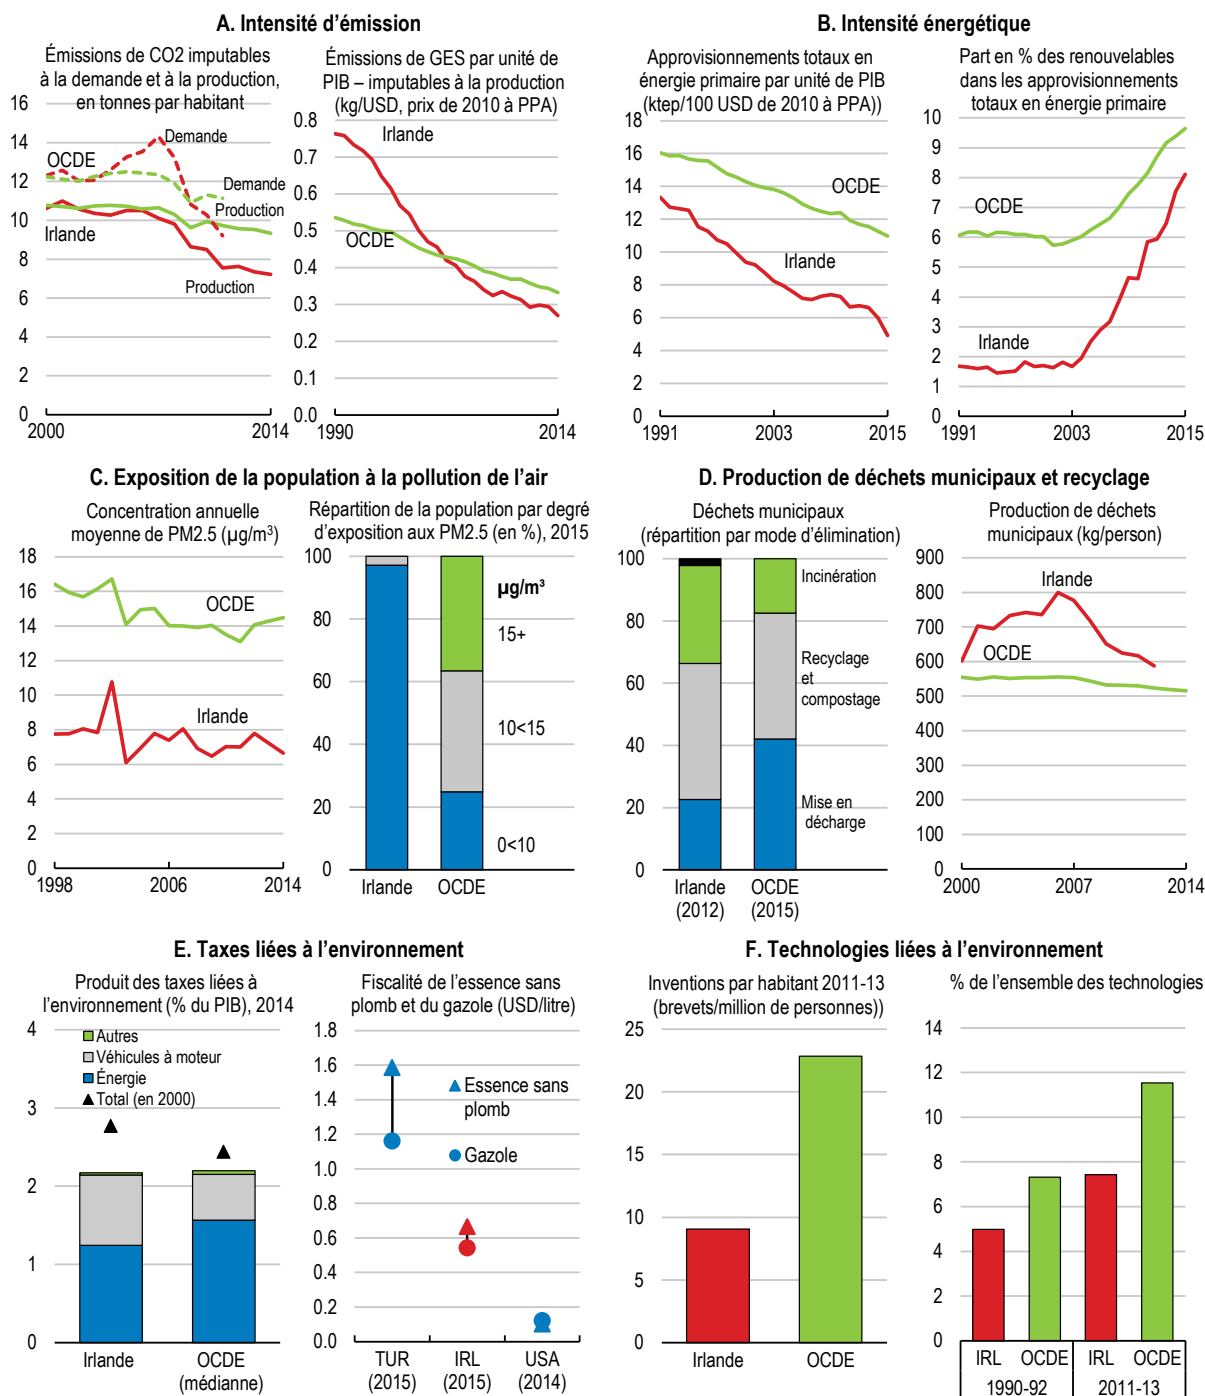 A. Intensité d'émission
Émissions de CO2 imputables
à la demande et à la production,
en tonnes par habitant
16
14
12
10
8
6
4
2
0
2000
2014
Demande
OCDE
Demande
Production
Irlande
Production
Émissions de GES par unité de
PIB – imputables à la production
(kg/USD, prix de 2010 à PPA)
0.8
0.7
0.6
0.5
0.4
0.3
0.2
0.1
0.0
1990
2014
Irlande
OCDE
B. Intensité énergétique
Approvisionnements totaux en
énergie primaire par unité de PIB
(ktep/100 USD de 2010 à PPA))
18
16
14
12
10
8
6
4
2
0
1991
2003
2015
OCDE
Irlande
Part en % des renouvelables
dans les approvisionnements
totaux en énergie primaire
10
9
8
7
6
5
4
3
2
1
0
1991
2003
2015
OCDE
Irlande
C. Exposition de la population à la pollution de l'air
Concentration annuelle
moyenne de PM2.5 (µg/m³)
18
16
14
12
10
8
6
4
2
0
1998
2006
2014
OCDE
Irlande
Répartition de la population par degré
d'exposition aux PM2.5 (en %), 2015
100
80
60
40
20
0
µg/m³
15+
10<15
0<10
Irlande
OCDE
D. Production de déchets municipaux et recyclage
Déchets municipaux
(répartition par mode d'élimination)
100
80
60
40
20
0
Incinération
Recyclage
et
compostage
Mise en
décharge
Irlande
(2012)
OCDE
(2015)
Production de déchets
municipaux (kg/person)
900
800
700
600
500
400
300
200
100
0
2000
2007
2014
Irlande
OCDE
E. Taxes liées à l'environnement
Produit des taxes liées à
l'environnement (% du PIB), 2014
4
3
2
1
0
Autres
Véhicules à moteur
Énergie
Total (en 2000)
Irlande
OCDE
(médianne)
Fiscalité de l'essence sans
plomb et du gazole (USD/litre)
1.8
1.6
1.4
1.2
1.0
0.8
0.6
0.4
0.2
0.0
Essence sans
plomb
Gazole
TUR
(2015)
IRL
(2015)
USA
(2014)
F. Technologies liées à l'environnement
Inventions par habitant 2011-13
(brevets/million de personnes))
25
20
15
10
5
0
Irlande
OCDE
% de l'ensemble des technologies
14
12
10
8
6
4
2
0
IRL
OCDE
IRL
OCDE
1990-92
2011-13